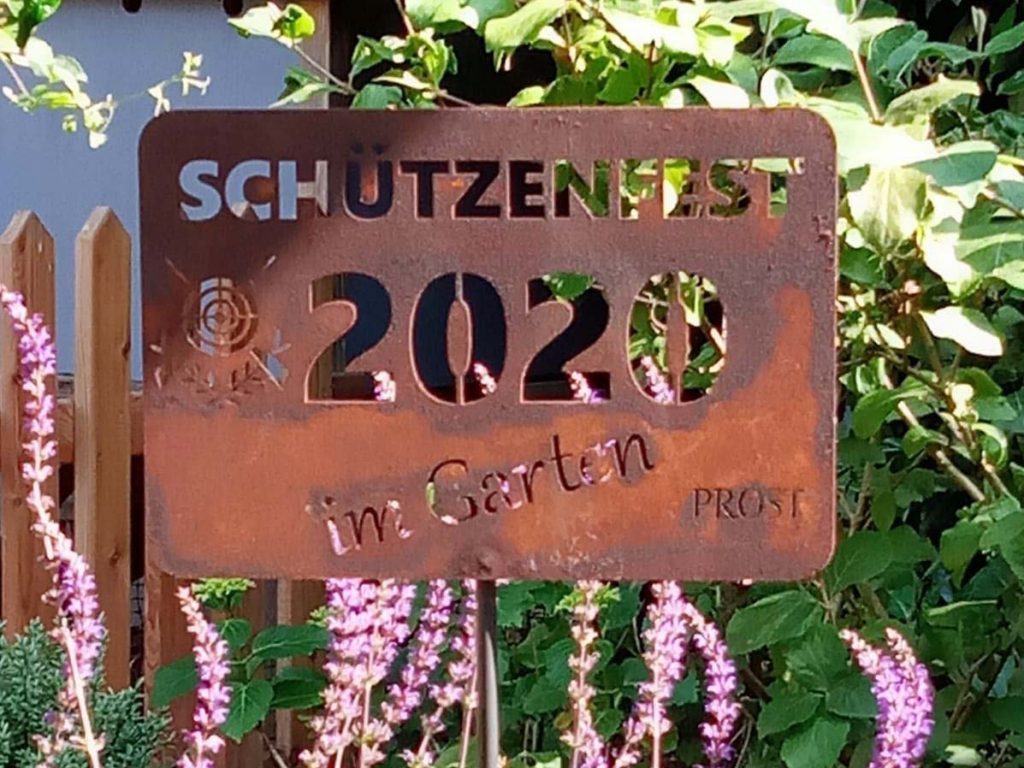 SCHÜTZENFEST
2020
im Garten
PROST